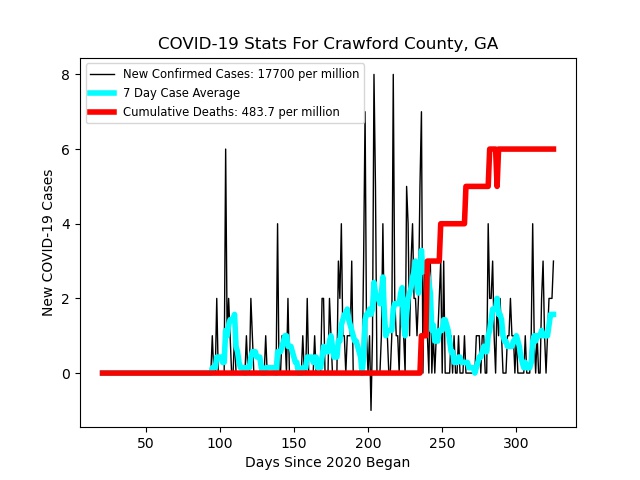 COVID-19 Stats For Crawford County, GA
New Confirmed Cases: 17700 per million
7 Day Case Average
Cumulative Deaths: 483.7 per million
New COVID-19 Cases
8
6
4
2
0
50 100 150 200 250 300
Days Since 2020 Began